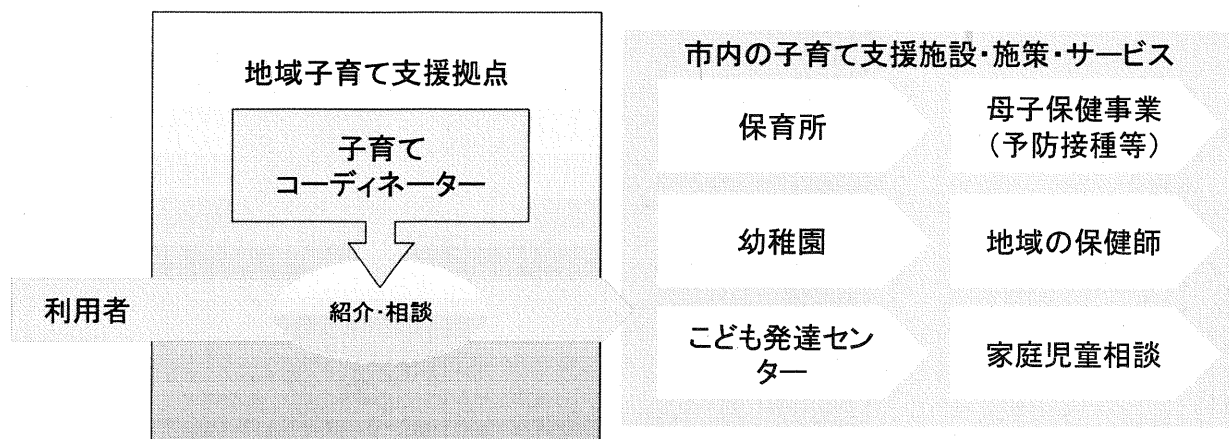 地域子育て支援拠点
子育て
コーディネーター
利用者
紹介・相談
市内の子育て支援施設・施策・サービス
保育所
母子保健事業
（予防接種等）
幼稚園
地域の保健師
こども発達セン
ター
家庭児童相談